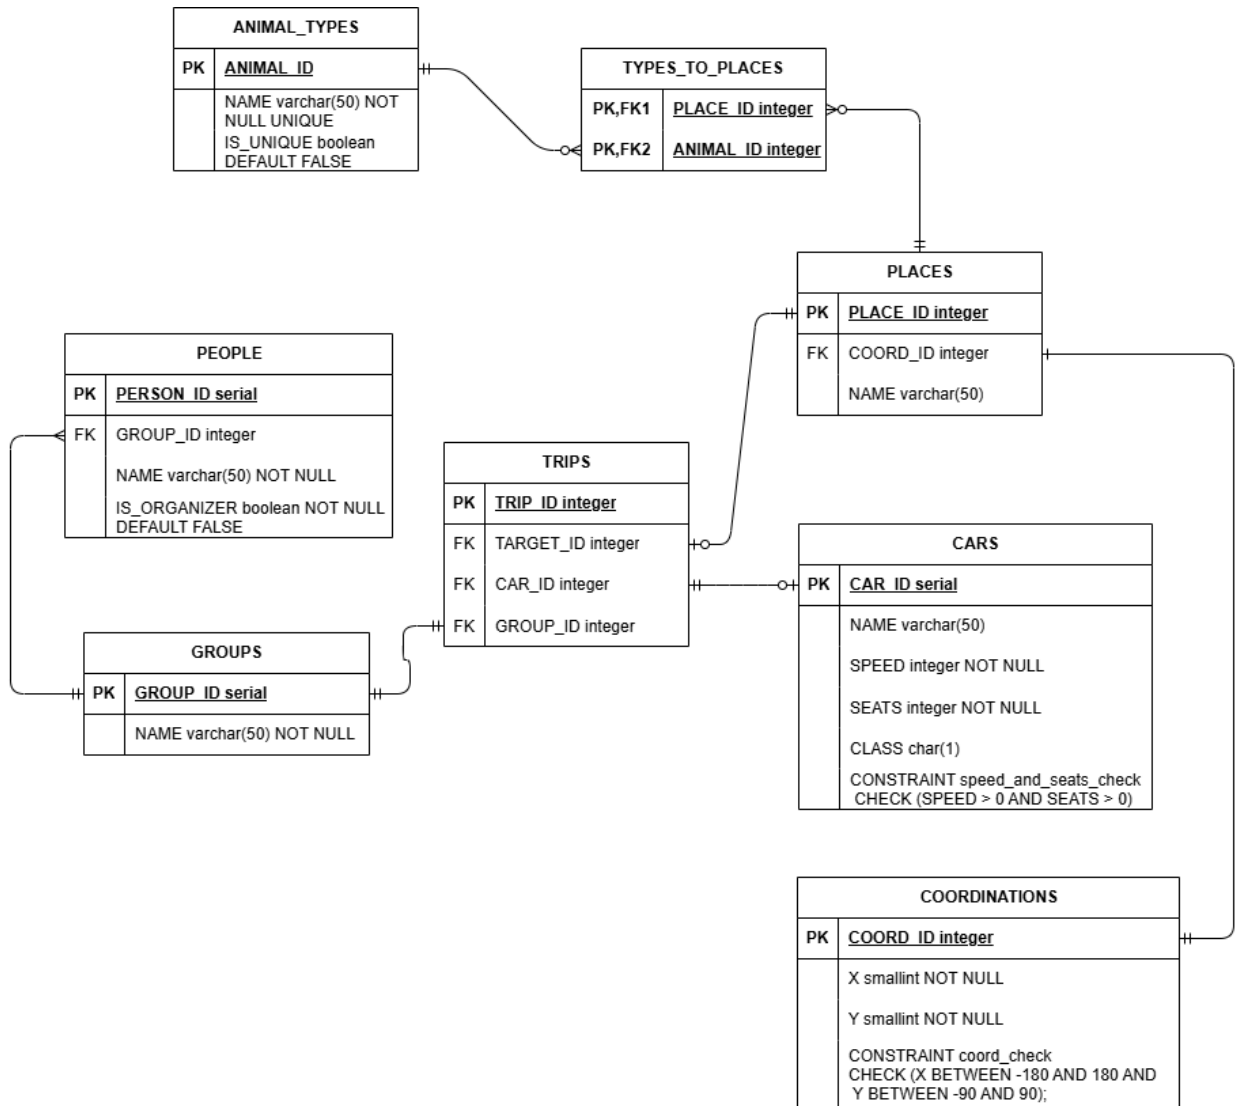 ANIMAL_TYPES
PK ANIMAL_ID
NAME varchar(50) NOT
NULL UNIQUE
IS_UNIQUE boolean
DEFAULT FALSE
TYPES_TO_PLACES
PK,FK1 PLACE_ID integer
PK,FK2 ANIMAL_ID integer
PLACES
PK PLACE_ID integer
FK COORD_ID integer
NAME varchar(50)
PEOPLE
PK PERSON_ID serial
FK GROUP_ID integer
NAME varchar(50) NOT NULL
IS_ORGANIZER boolean NOT NULL
DEFAULT FALSE
TRIPS
PK TRIP_ID integer
FK TARGET_ID integer
FK CAR_ID integer
FK GROUP_ID integer
CARS
PK CAR_ID serial
NAME varchar(50)
SPEED integer NOT NULL
SEATS integer NOT NULL
CLASS char(1)
CONSTRAINT speed_and_seats_check
CHECK (SPEED > 0 AND SEATS > 0)
GROUPS
PK GROUP_ID serial
NAME varchar(50) NOT NULL
COORDINATIONS
PK COORD_ID integer
X smallint NOT NULL
Y smallint NOT NULL
CONSTRAINT coord_check
CHECK (X BETWEEN -180 AND 180 AND
Y BETWEEN -90 AND 90);